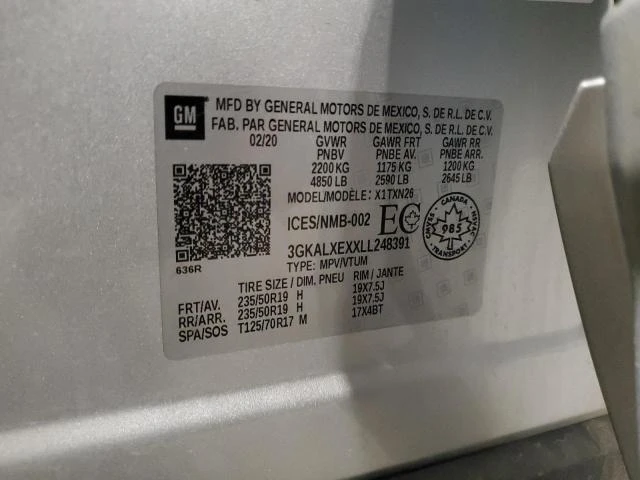 GM
MFD BY GENERAL MOTORS DE MEXICO, S. DE R.L. DE C.V.
FAB. PAR GENERAL MOTORS DE MEXICO, S. DE R.L. DE C.V.
02/20 GVWR GAWR FRT GAWR RR
PNBV PNBE AV. PNBE ARR.
2200 KG 1175 KG 1200 KG
4850 LB 2590 LB 2645 LB
MODEL/MODÈLE: X1TXN26
ICES/NMB-002 EC
CANADA
CMVSS 985 NSVAC
3GKALXEXXLL248391
636R
TYPE: MPV/VTUM
TIRE SIZE / DIM. PNEU RIM / JANTE
FRT/AV. 235/50R19 H 19X7.5J
RR/ARR. 235/50R19 H 19X7.5J
SPA/SOS T125/70R17 M 17X4BT